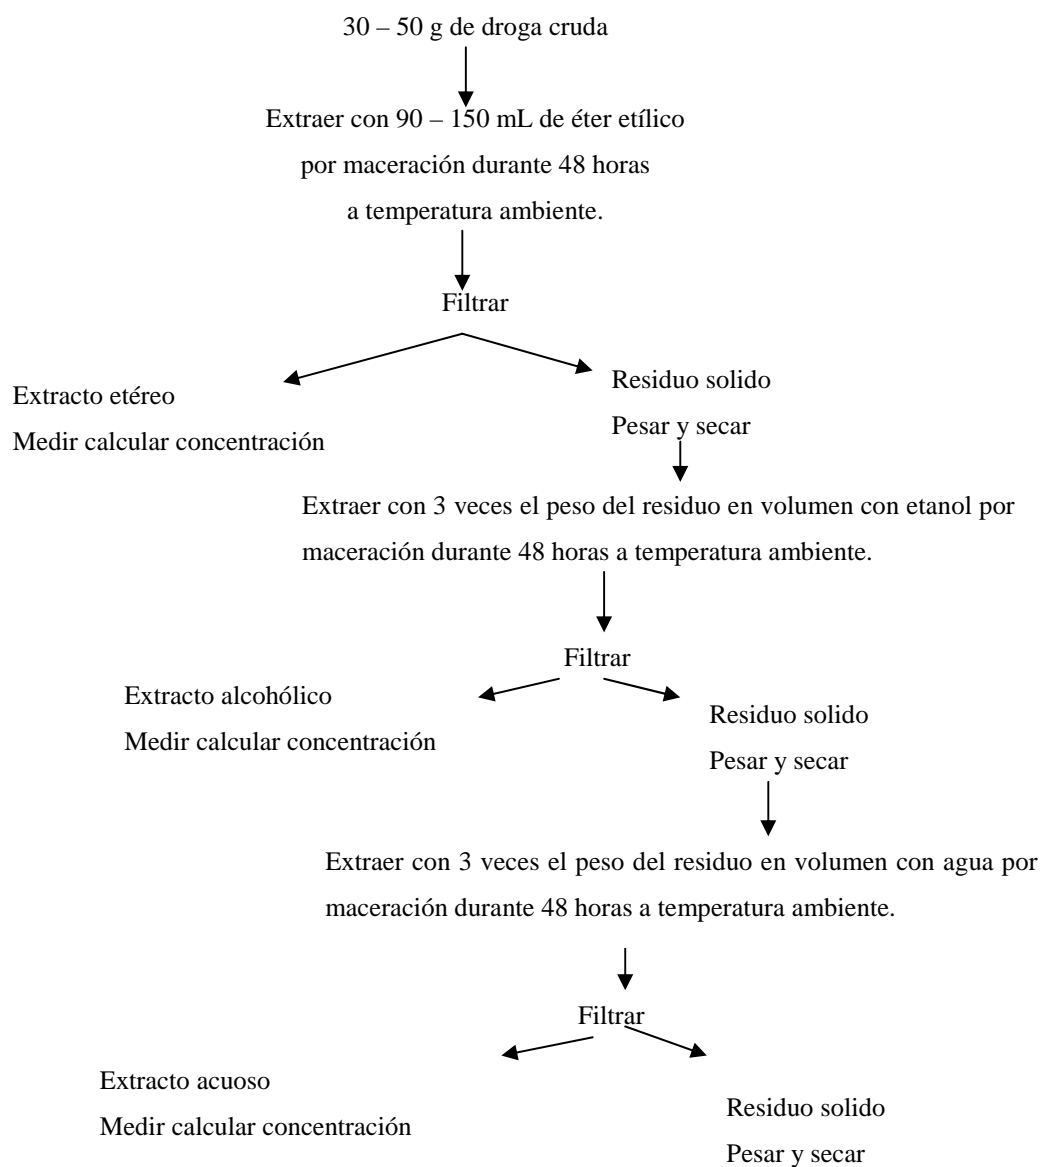 30 – 50 g de droga cruda
Extraer con 90 – 150 mL de éter etílico
por maceración durante 48 horas
a temperatura ambiente.
Filtrar
Extracto etéreo
Medir calcular concentración
Residuo solido
Pesar y secar
Extraer con 3 veces el peso del residuo en volumen con etanol por
maceración durante 48 horas a temperatura ambiente.
Filtrar
Extracto alcohólico
Medir calcular concentración
Residuo solido
Pesar y secar
Extraer con 3 veces el peso del residuo en volumen con agua por
maceración durante 48 horas a temperatura ambiente.
Filtrar
Extracto acuoso
Medir calcular concentración
Residuo solido
Pesar y secar